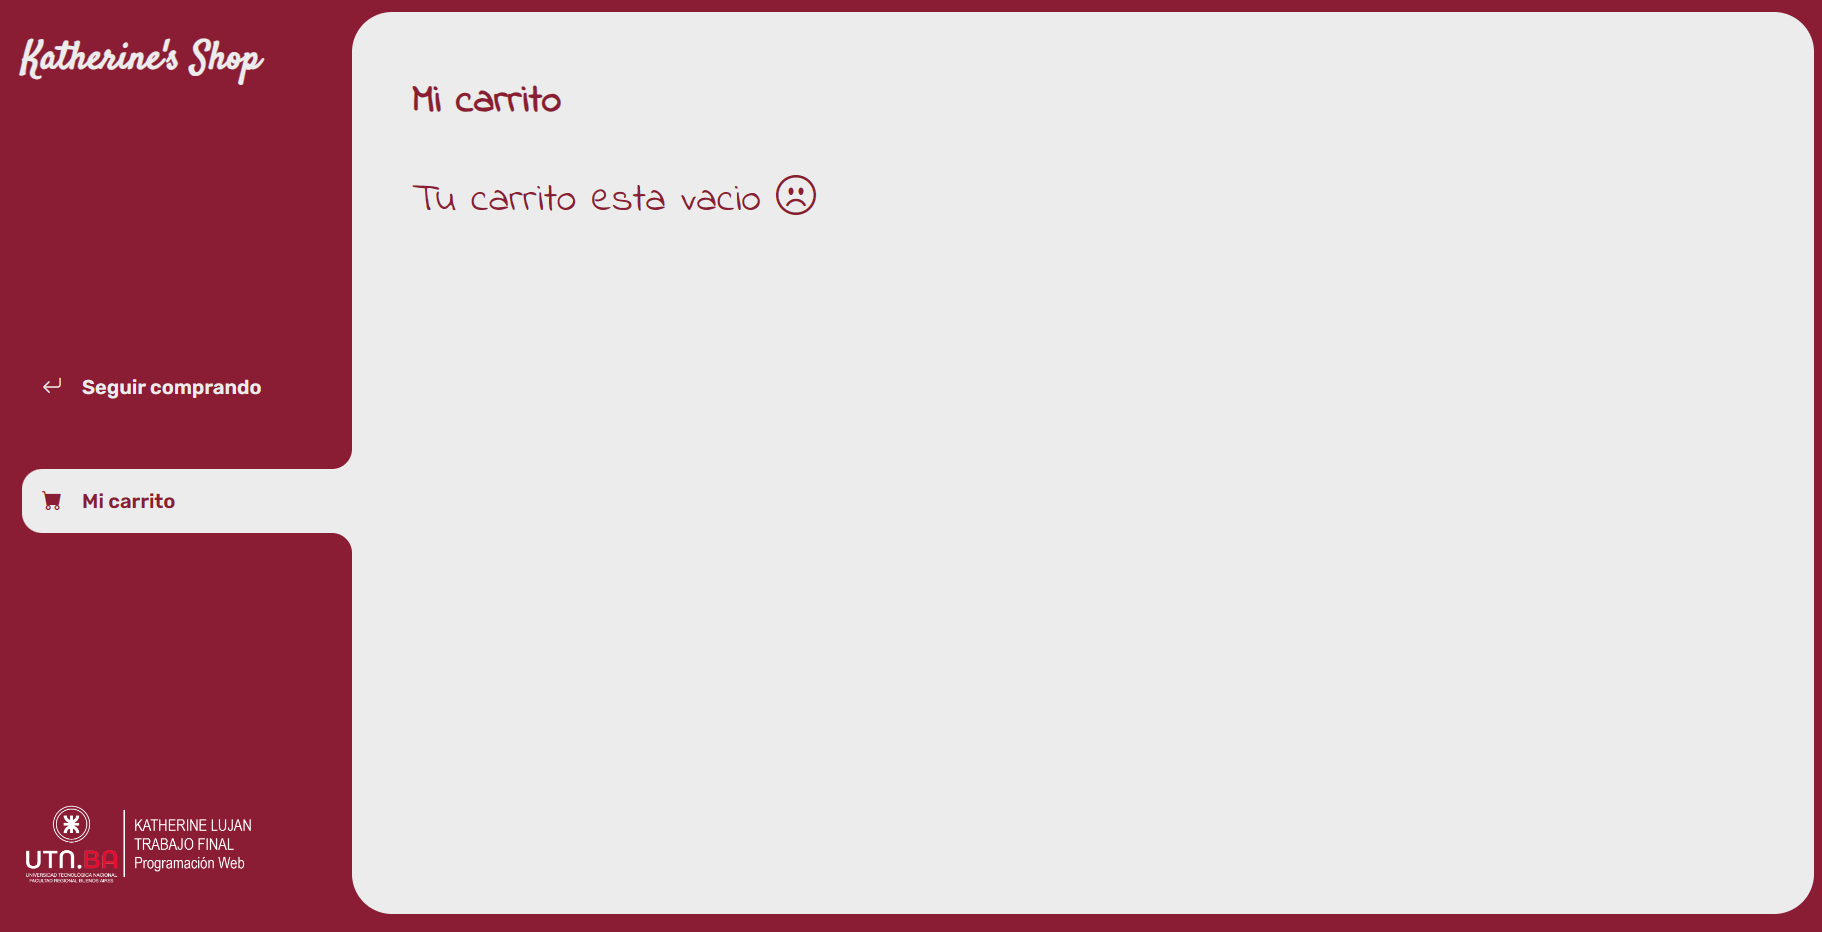 Katherine's Shop
Mi carrito
Tu carrito esta vacio
Seguir comprando
Mi carrito
KATHERINE LUJAN
TRABAJO FINAL
Programación Web
UTN.BA
UNIVERSIDAD TECNOLÓGICA NACIONAL
FACULTAD REGIONAL BUENOS AIRES